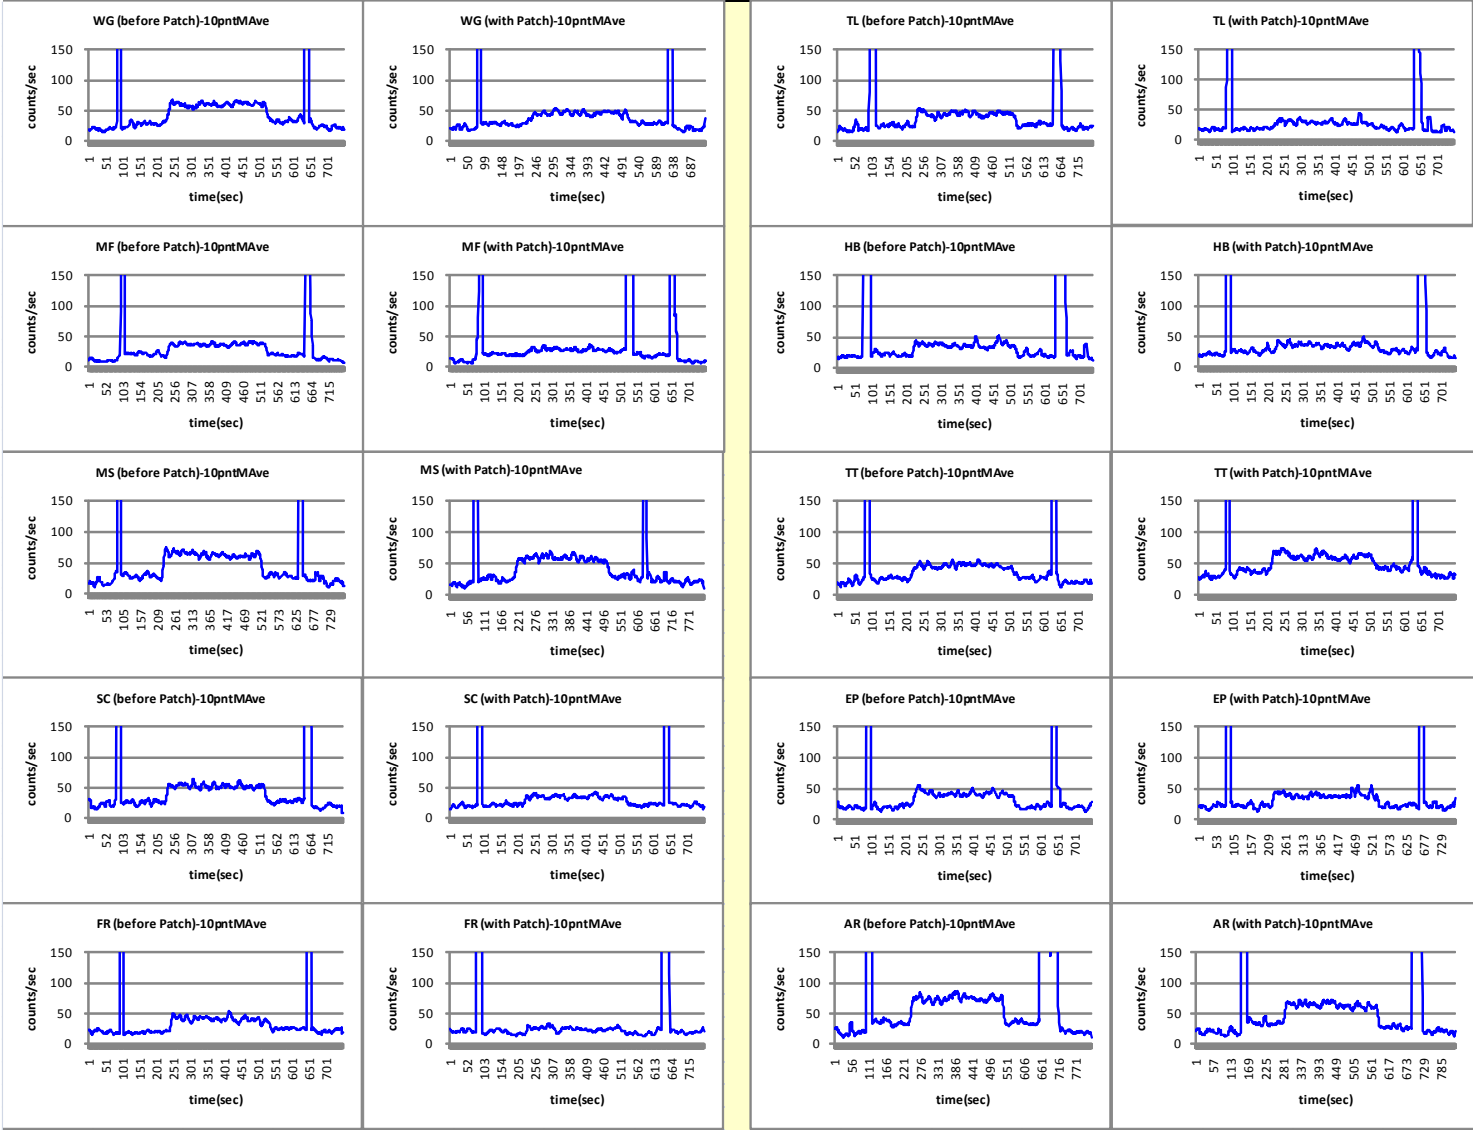 WG (before Patch)-10pntMAve
counts/sec
150
100
50
0
1 51 101 151 201 251 301 351 401 451 501 551 601 651 701
time(sec)
WG (with Patch)-10pntMAve
counts/sec
150
100
50
0
1 50 99 148 197 246 295 344 393 442 491 540 589 638 687
time(sec)
TL (before Patch)-10pntMAve
counts/sec
150
100
50
0
1 52 103 154 205 256 307 358 409 460 511 562 613 664 715
time(sec)
TL (with Patch)-10pntMAve
counts/sec
150
100
50
0
1 51 101 151 201 251 301 351 401 451 501 551 601 651 701
time(sec)
MF (before Patch)-10pntMAve
counts/sec
150
100
50
0
1 52 103 154 205 256 307 358 409 460 511 562 613 664 715
time(sec)
MF (with Patch)-10pntMAve
counts/sec
150
100
50
0
1 51 101 151 201 251 301 351 401 451 501 551 601 651 701
time(sec)
HB (before Patch)-10pntMAve
counts/sec
150
100
50
0
1 51 101 151 201 251 301 351 401 451 501 551 601 651 701
time(sec)
HB (with Patch)-10pntMAve
counts/sec
150
100
50
0
1 51 101 151 201 251 301 351 401 451 501 551 601 651 701
time(sec)
MS (before Patch)-10pntMAve
counts/sec
150
100
50
0
1 53 105 157 209 261 313 365 417 469 521 573 625 677 729
time(sec)
MS (with Patch)-10pntMAve
counts/sec
150
100
50
0
1 56 111 166 221 276 331 386 441 496 551 606 661 716 771
time(sec)
TT (before Patch)-10pntMAve
counts/sec
150
100
50
0
1 51 101 151 201 251 301 351 401 451 501 551 601 651 701
time(sec)
TT (with Patch)-10pntMAve
counts/sec
150
100
50
0
1 51 101 151 201 251 301 351 401 451 501 551 601 651 701
time(sec)
SC (before Patch)-10pntMAve
counts/sec
150
100
50
0
1 52 103 154 205 256 307 358 409 460 511 562 613 664 715
time(sec)
SC (with Patch)-10pntMAve
counts/sec
150
100
50
0
1 51 101 151 201 251 301 351 401 451 501 551 601 651 701
time(sec)
EP (before Patch)-10pntMAve
counts/sec
150
100
50
0
1 51 101 151 201 251 301 351 401 451 501 551 601 651 701
time(sec)
EP (with Patch)-10pntMAve
counts/sec
150
100
50
0
1 53 105 157 209 261 313 365 417 469 521 573 625 677 729
time(sec)
FR (before Patch)-10pntMAve
counts/sec
150
100
50
0
1 51 101 151 201 251 301 351 401 451 501 551 601 651 701
time(sec)
FR (with Patch)-10pntMAve
counts/sec
150
100
50
0
1 52 103 154 205 256 307 358 409 460 511 562 613 664 715
time(sec)
AR (before Patch)-10pntMAve
counts/sec
150
100
50
0
1 56 111 166 221 276 331 386 441 496 551 606 661 716 771
time(sec)
AR (with Patch)-10pntMAve
counts/sec
150
100
50
0
1 57 113 169 225 281 337 393 449 505 561 617 673 729 785
time(sec)